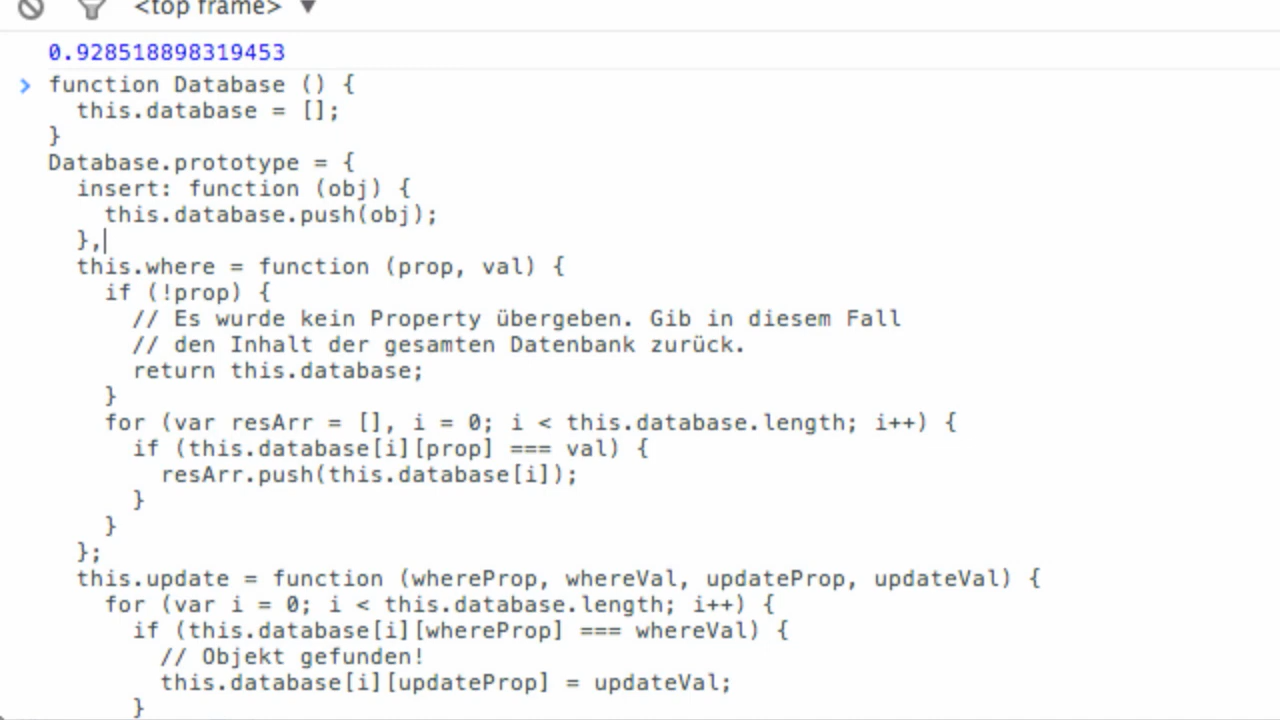 <top frame> ▼
0.928518898319453
> function Database () {
    this.database = [];
  }
  Database.prototype = {
    insert: function (obj) {
      this.database.push(obj);
    },
    this.where = function (prop, val) {
      if (!prop) {
        // Es wurde kein Property übergeben. Gib in diesem Fall
        // den Inhalt der gesamten Datenbank zurück.
        return this.database;
      }
      for (var resArr = [], i = 0; i < this.database.length; i++) {
        if (this.database[i][prop] === val) {
          resArr.push(this.database[i]);
        }
      }
    };
    this.update = function (whereProp, whereVal, updateProp, updateVal) {
      for (var i = 0; i < this.database.length; i++) {
        if (this.database[i][whereProp] === whereVal) {
          // Objekt gefunden!
          this.database[i][updateProp] = updateVal;
        }